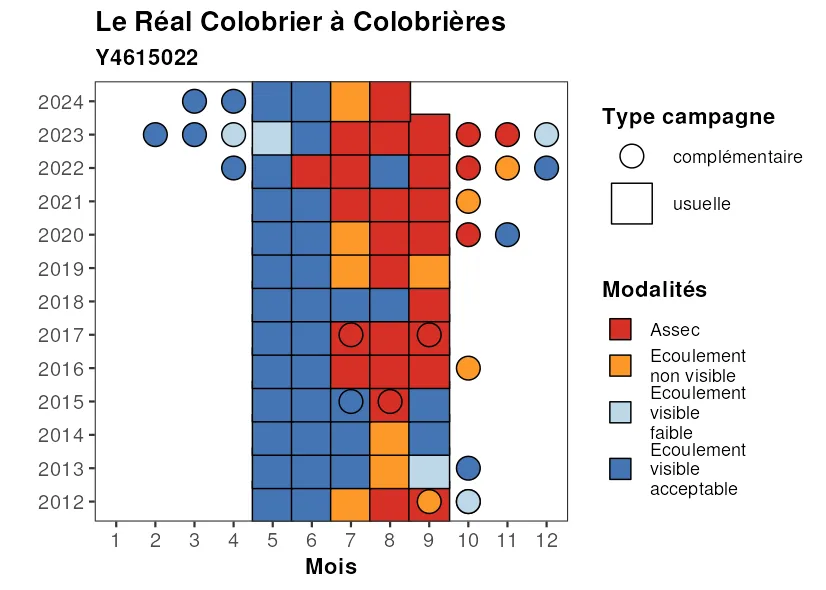 Le Réal Colobrier à Colobrières
Y4615022
2024
2023
2022
2021
2020
2019
2018
2017
2016
2015
2014
2013
2012
1 2 3 4 5 6 7 8 9 10 11 12
Mois
Type campagne
complémentaire
usuelle
Modalités
Assec
Ecoulement
non visible
Ecoulement
visible
faible
Ecoulement
visible
acceptable